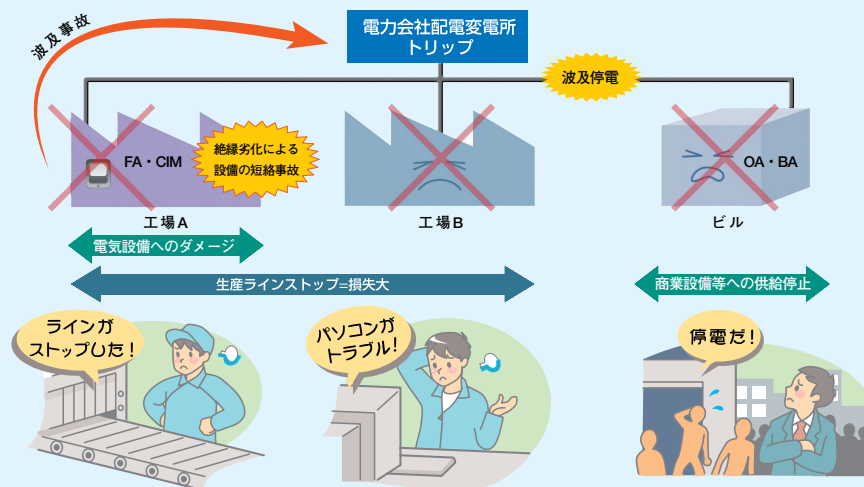 波及事故
電力会社配電変電所
トリップ
波及停電
FA・CIM
絶縁劣化による
設備の短絡事故
OA・BA
工場A
工場B
ビル
電気設備へのダメージ
生産ラインストップ=損失大
商業設備等への供給停止
ラインが
ストップした!
パソコンが
トラブル!
停電だ!